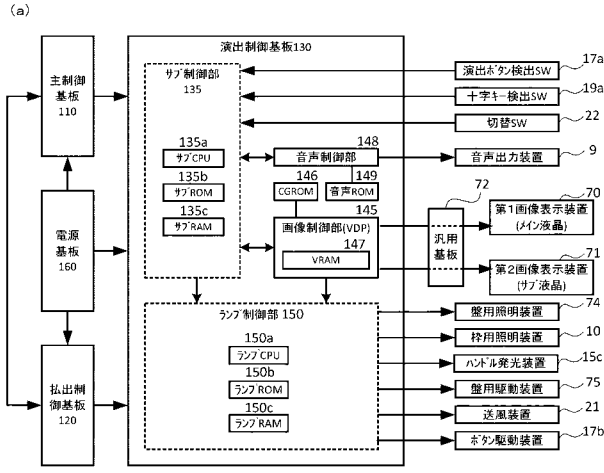 (a)
主制御
基板
110
電源
基板
160
払出制
御基板
120
演出制御基板130
サブ制御部
135
135a
サブCPU
135b
サブROM
135c
サブRAM
148
音声制御部
146
CGROM
149
音声ROM
145
画像制御部(VDP)
147
VRAM
ランプ制御部 150
150a
ランプCPU
150b
ランプROM
150c
ランプRAM
72
汎用
基板
演出ボタン検出SW
17a
十字キー検出SW
19a
切替SW
22
音声出力装置
9
70
第1画像表示装置
(メイン液晶)
71
第2画像表示装置
(サブ液晶)
74
盤用照明装置
枠用照明装置
10
ハンドル発光装置
15c
盤用駆動装置
75
送風装置
21
ボタン駆動装置
17b